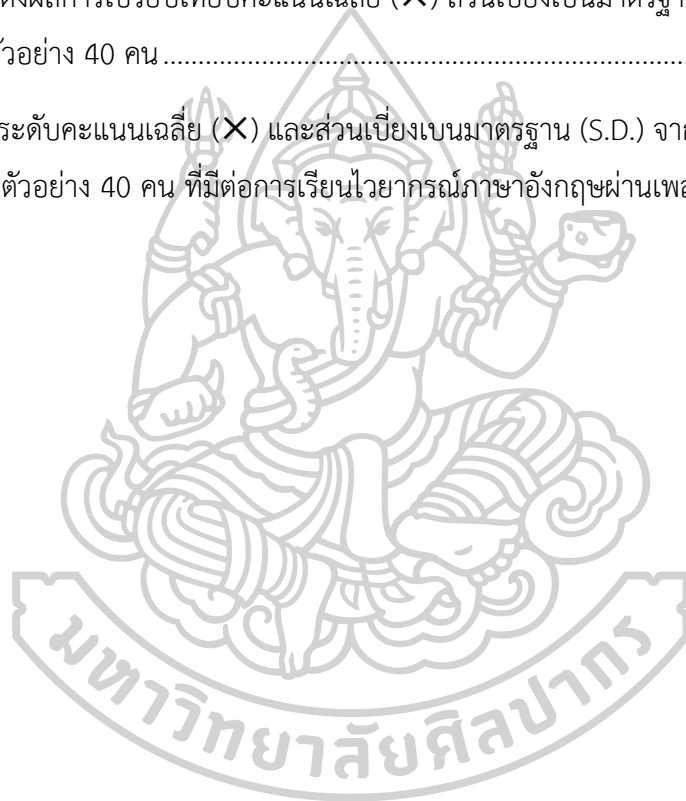 ผลการเปรียบเทียบคะแนนเฉลี่ย (✕) ส่วนเบี่ยงเบนมาตรฐาน
ตัวอย่าง 40 คน
ระดับคะแนนเฉลี่ย (✕) และส่วนเบี่ยงเบนมาตรฐาน (S.D.) จาก
ตัวอย่าง 40 คน ที่มีต่อการเรียนไวยากรณ์ภาษาอังกฤษผ่านเพล
มหาวิทยาลัยศิลปากร